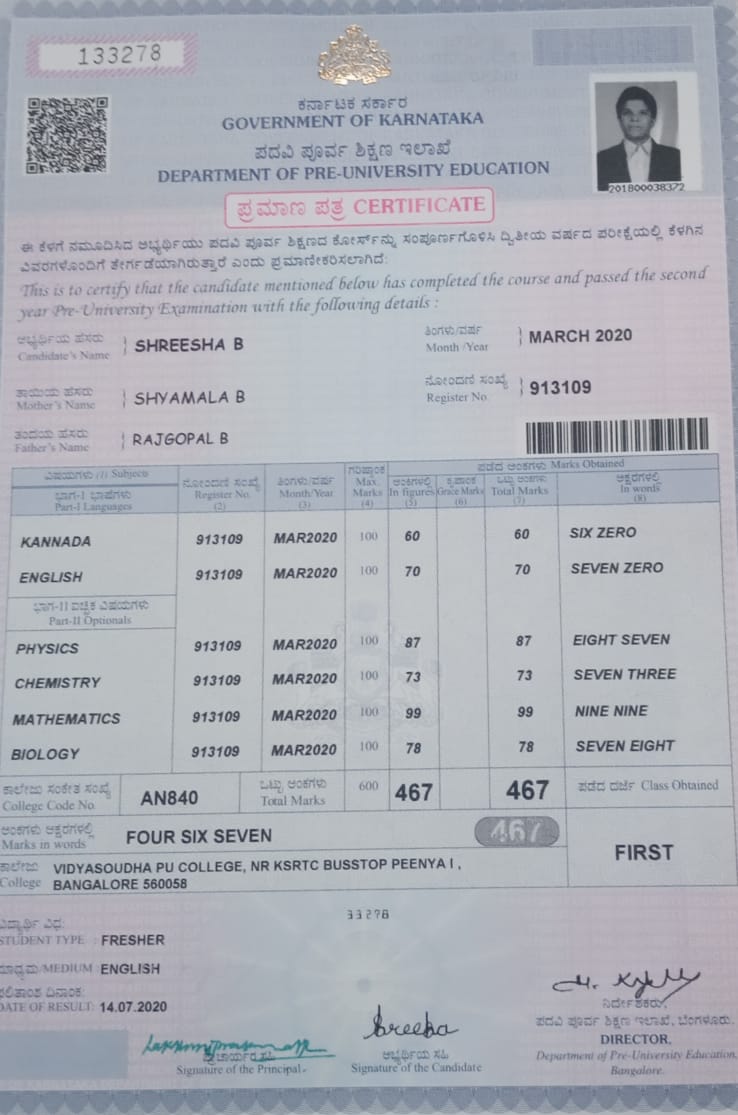 133278
ಕರ್ನಾಟಕ ಸರ್ಕಾರ
GOVERNMENT OF KARNATAKA
ಪದವಿ ಪೂರ್ವ ಶಿಕ್ಷಣ ಇಲಾಖೆ
DEPARTMENT OF PRE-UNIVERSITY EDUCATION
201800038372
ಪ್ರಮಾಣ ಪತ್ರ CERTIFICATE
ಈ ಕೆಳಗೆ ನಮೂದಿಸಿದ ಅಭ್ಯರ್ಥಿಯು ಪದವಿ ಪೂರ್ವ ಶಿಕ್ಷಣದ ಕೋರ್ಸ್‌ನ್ನು ಸಂಪೂರ್ಣಗೊಳಿಸಿ ದ್ವಿತೀಯ ವರ್ಷದ ಪರೀಕ್ಷೆಯಲ್ಲಿ ಕೆಳಗಿನ
ವಿವರಗಳೊಂದಿಗೆ ತೇರ್ಗಡೆಯಾಗಿರುತ್ತಾರೆ ಎಂದು ಪ್ರಮಾಣೀಕರಿಸಲಾಗಿದೆ:
This is to certify that the candidate mentioned below has completed the course and passed the second
year Pre-University Examination with the following details :
ಅಭ್ಯರ್ಥಿಯ ಹೆಸರು
Candidate's Name SHREESHA B
ತಿಂಗಳು/ವರ್ಷ
Month /Year MARCH 2020
ತಾಯಿಯ ಹೆಸರು
Mother's Name SHYAMALA B
ನೋಂದಣಿ ಸಂಖ್ಯೆ
Register No. 913109
ತಂದೆಯ ಹೆಸರು
Father's Name RAJGOPAL B
ವಿಷಯಗಳು (1) Subjects
ಭಾಗ-I ಭಾಷೆಗಳು
Part-I Languages
ನೋಂದಣಿ ಸಂಖ್ಯೆ
Register No.
(2)
ತಿಂಗಳು/ವರ್ಷ
Month/Year
(3)
ಗರಿಷ್ಠಾಂಕ
Max.
Marks
(4)
ಪಡೆದ ಅಂಕಗಳು Marks Obtained
ಅಂಕಿಗಳಲ್ಲಿ
In figures
(5)
ಕೃಪಾಂಕ
Grace Marks
(6)
ಒಟ್ಟು ಅಂಕಗಳು
Total Marks
(7)
ಅಕ್ಷರಗಳಲ್ಲಿ
In words
(8)
KANNADA 913109 MAR2020 100 60 60 SIX ZERO
ENGLISH 913109 MAR2020 100 70 70 SEVEN ZERO
ಭಾಗ-II ಐಚ್ಛಿಕ ವಿಷಯಗಳು
Part-II Optionals
PHYSICS 913109 MAR2020 100 87 87 EIGHT SEVEN
CHEMISTRY 913109 MAR2020 100 73 73 SEVEN THREE
MATHEMATICS 913109 MAR2020 100 99 99 NINE NINE
BIOLOGY 913109 MAR2020 100 78 78 SEVEN EIGHT
ಕಾಲೇಜು ಸಂಕೇತ ಸಂಖ್ಯೆ
College Code No. AN840
ಒಟ್ಟು ಅಂಕಗಳು
Total Marks 600 467 467
ಪಡೆದ ದರ್ಜೆ Class Obtained
ಅಂಕಗಳು ಅಕ್ಷರಗಳಲ್ಲಿ
Marks in words FOUR SIX SEVEN 467
FIRST
ಕಾಲೇಜು
College VIDYASOUDHA PU COLLEGE, NR KSRTC BUSSTOP PEENYA I ,
BANGALORE 560058
33278
ವಿದ್ಯಾರ್ಥಿ ವಿಧ:
STUDENT TYPE : FRESHER
ಮಾಧ್ಯಮ/MEDIUM ENGLISH
ಫಲಿತಾಂಶ ದಿನಾಂಕ:
DATE OF RESULT: 14.07.2020
ಪ್ರಾಚಾರ್ಯರ ಸಹಿ
Signature of the Principal
Sreesha
ಅಭ್ಯರ್ಥಿಯ ಸಹಿ
Signature of the Candidate
ನಿರ್ದೇಶಕರು,
ಪದವಿ ಪೂರ್ವ ಶಿಕ್ಷಣ ಇಲಾಖೆ, ಬೆಂಗಳೂರು.
DIRECTOR,
Department of Pre-University Education,
Bangalore.